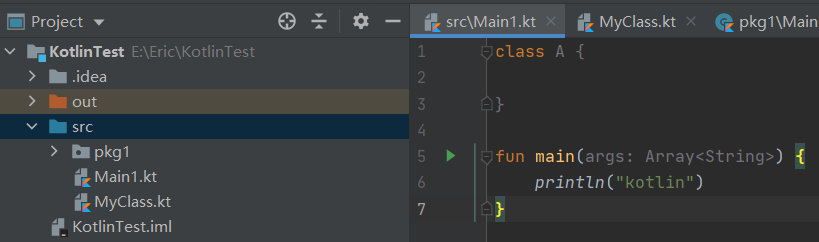 Project
KotlinTest E:\Eric\KotlinTest
.idea
out
src
pkg1
Main1.kt
MyClass.kt
KotlinTest.iml
src\Main1.kt
MyClass.kt
pkg1\Main
1 class A {
2
3 }
4
5 fun main(args: Array<String>) {
6 println("kotlin")
7 }